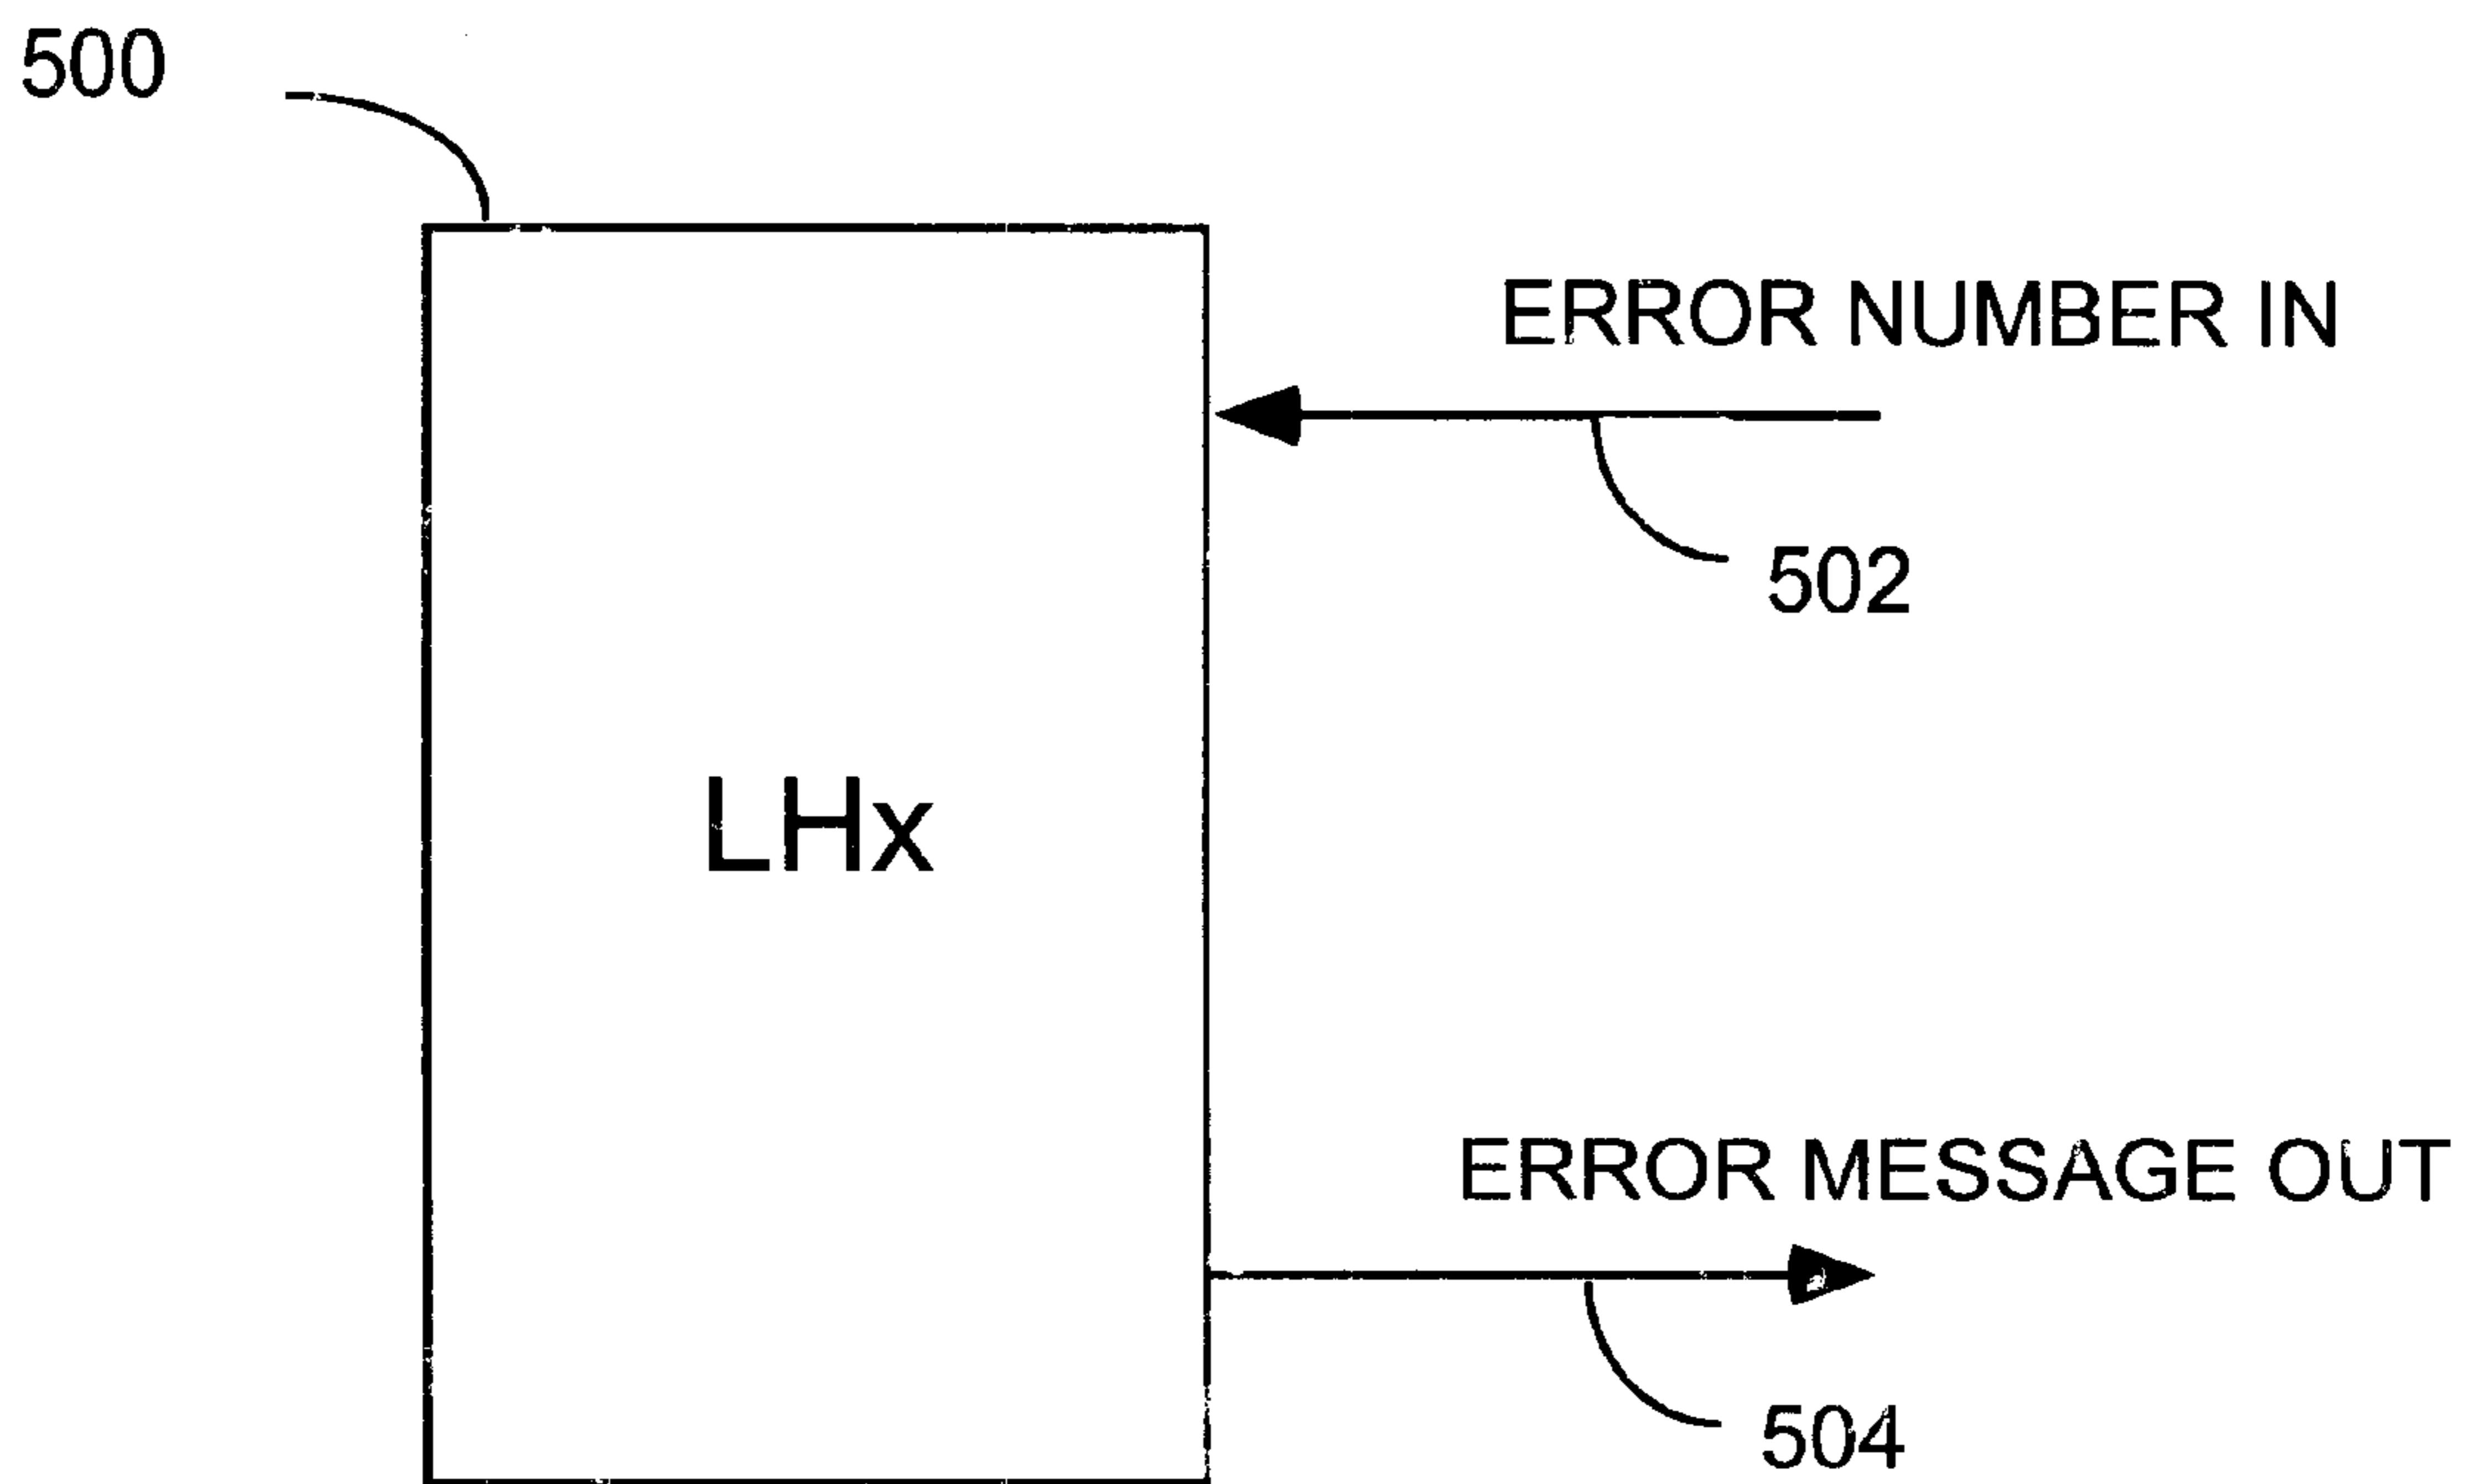 500
ERROR NUMBER IN
502
LHx
ERROR MESSAGE OUT
504